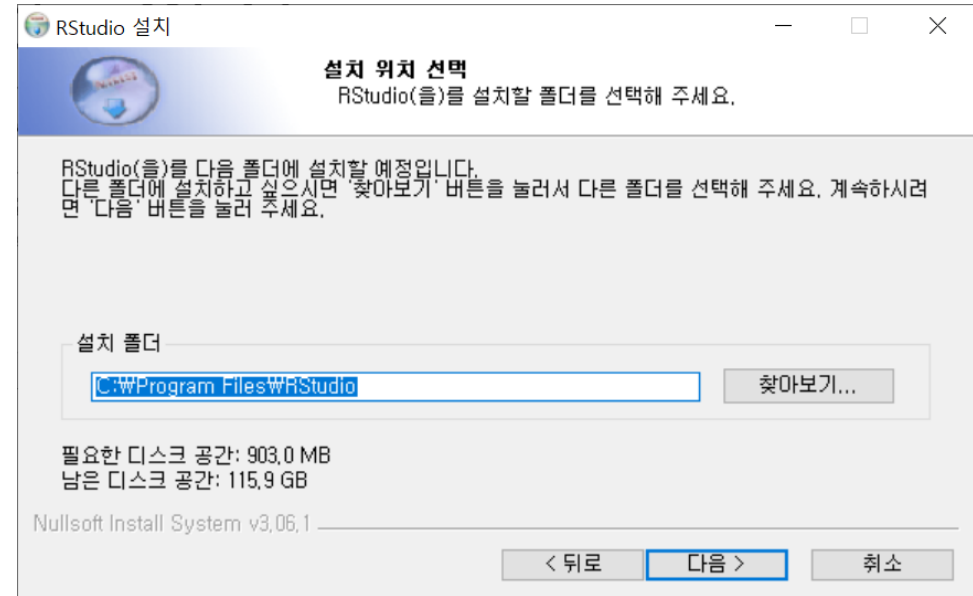 RStudio 설치
설치 위치 선택
RStudio(을)를 설치할 폴더를 선택해 주세요.
RStudio(을)를 다음 폴더에 설치할 예정입니다.
다른 폴더에 설치하고 싶으시면 '찾아보기' 버튼을 눌러서 다른 폴더를 선택해 주세요. 계속하시려
면 '다음' 버튼을 눌러 주세요.
설치 폴더
C:₩Program Files₩RStudio
찾아보기...
필요한 디스크 공간: 903.0 MB
남은 디스크 공간: 115.9 GB
Nullsoft Install System v3.06.1
< 뒤로
다음 >
취소